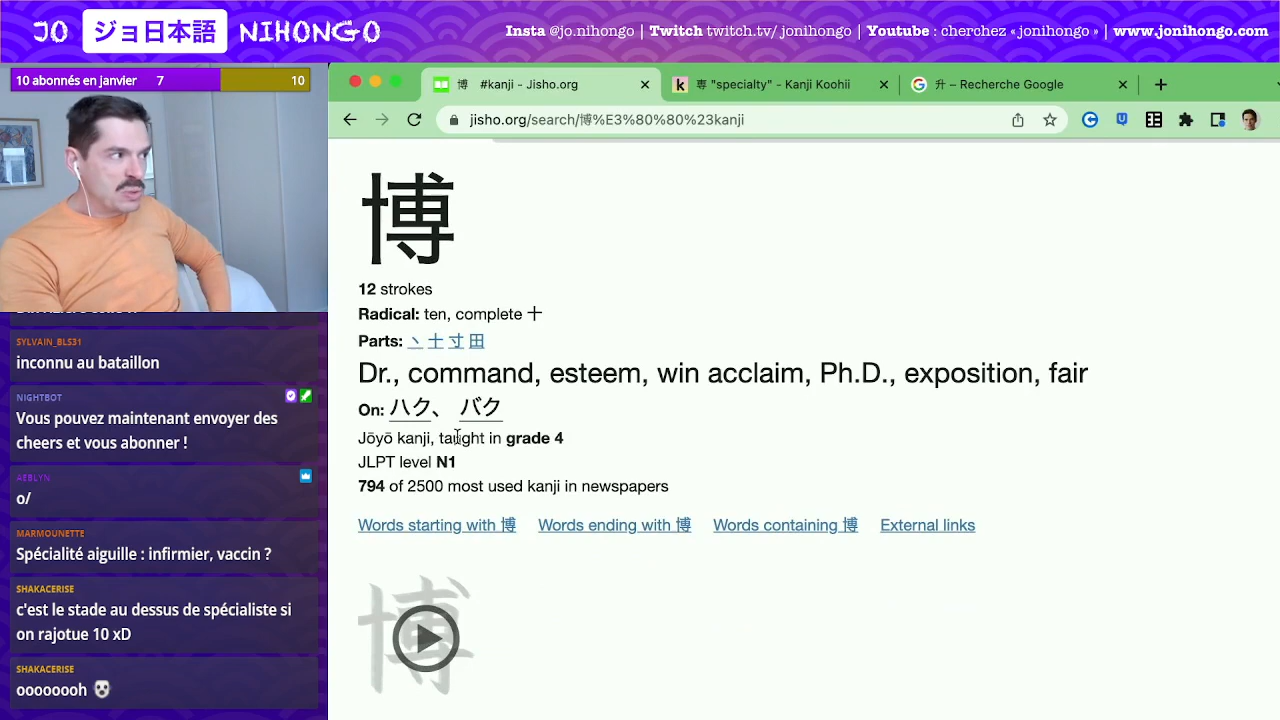 JO ジョ日本語 NIHONGO
Insta @jo.nihongo | Twitch twitch.tv/ jonihongo | Youtube : cherchez « jonihongo » | www.jonihongo.com
10 abonnés en janvier 7 10
博 #kanji - Jisho.org
専 "specialty" - Kanji Koohii
升 – Recherche Google
jisho.org/search/博%E3%80%80%23kanji
博
12 strokes
Radical: ten, complete 十
Parts: 丶 十 寸 田
Dr., command, esteem, win acclaim, Ph.D., exposition, fair
On: ハク、 バク
Jōyō kanji, taught in grade 4
JLPT level N1
794 of 2500 most used kanji in newspapers
Words starting with 博 Words ending with 博 Words containing 博 External links
博
SYLVAIN_BLS31
inconnu au bataillon
NIGHTBOT
Vous pouvez maintenant envoyer des
cheers et vous abonner !
AEBLYN
o/
MARMOUNETTE
Spécialité aiguille : infirmier, vaccin ?
SHAKACERISE
c'est le stade au dessus de spécialiste si
on rajotue 10 xD
SHAKACERISE
oooooooh